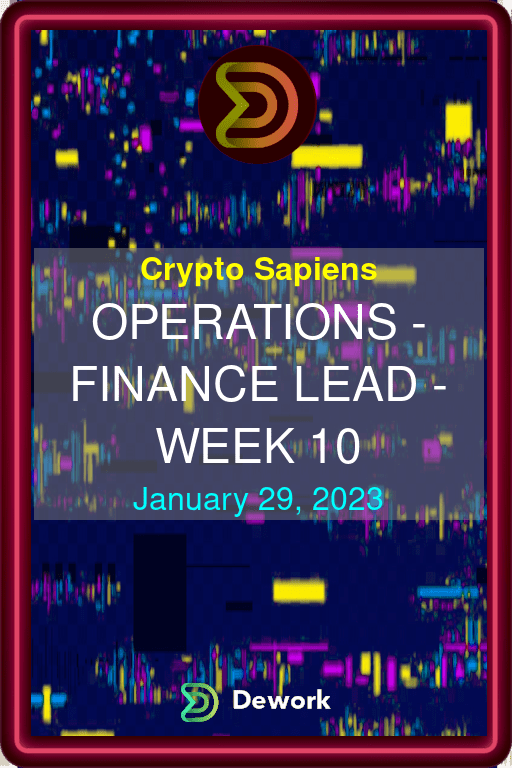 Crypto Sapiens
OPERATIONS -
FINANCE LEAD -
WEEK 10
January 29, 2023
Dework